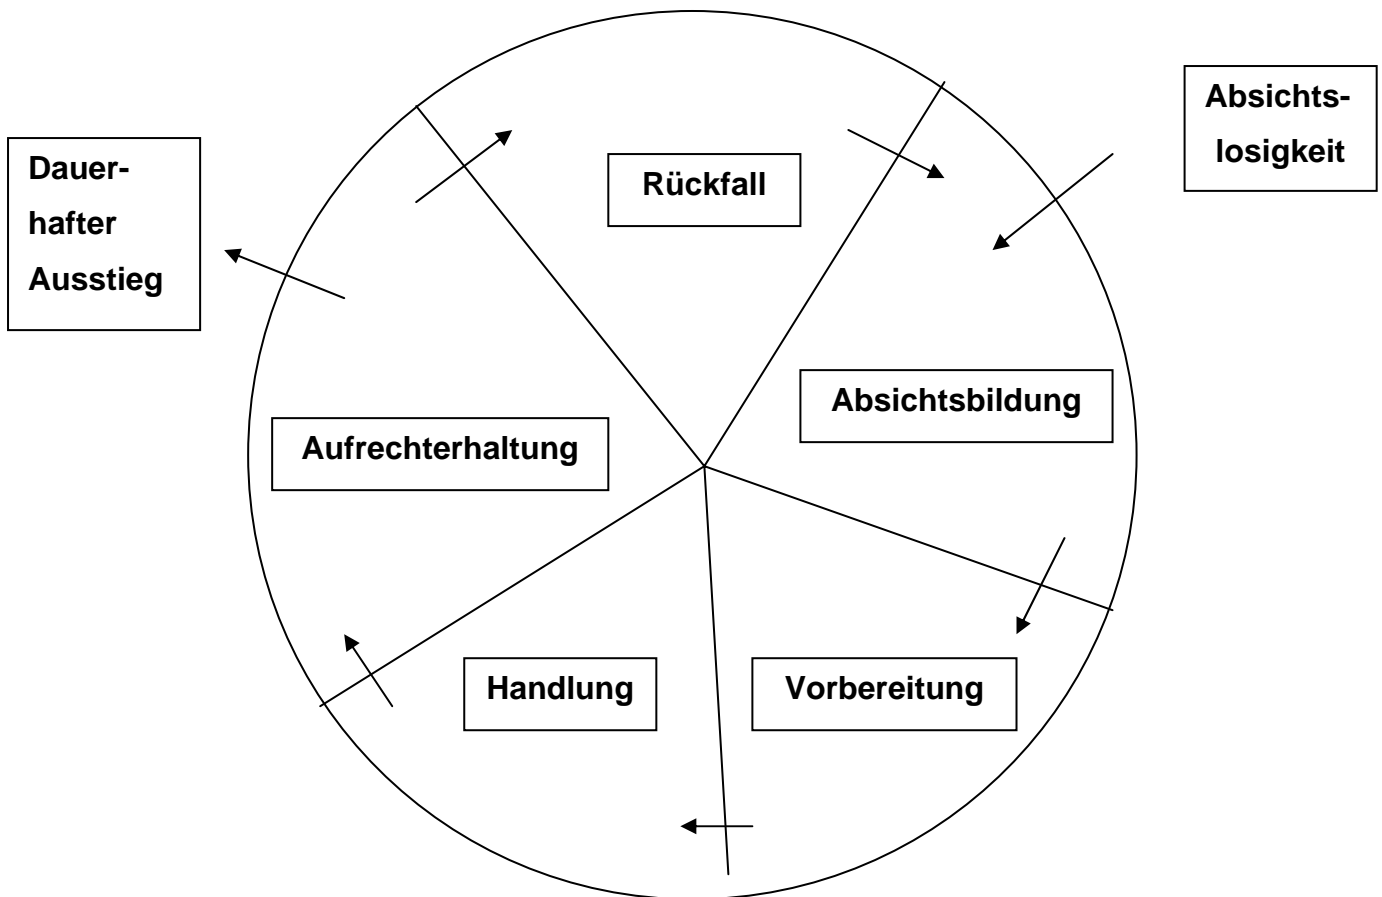 Absichts-
losigkeit
Dauer-
hafter
Ausstieg
Rückfall
Absichtsbildung
Aufrechterhaltung
Handlung
Vorbereitung